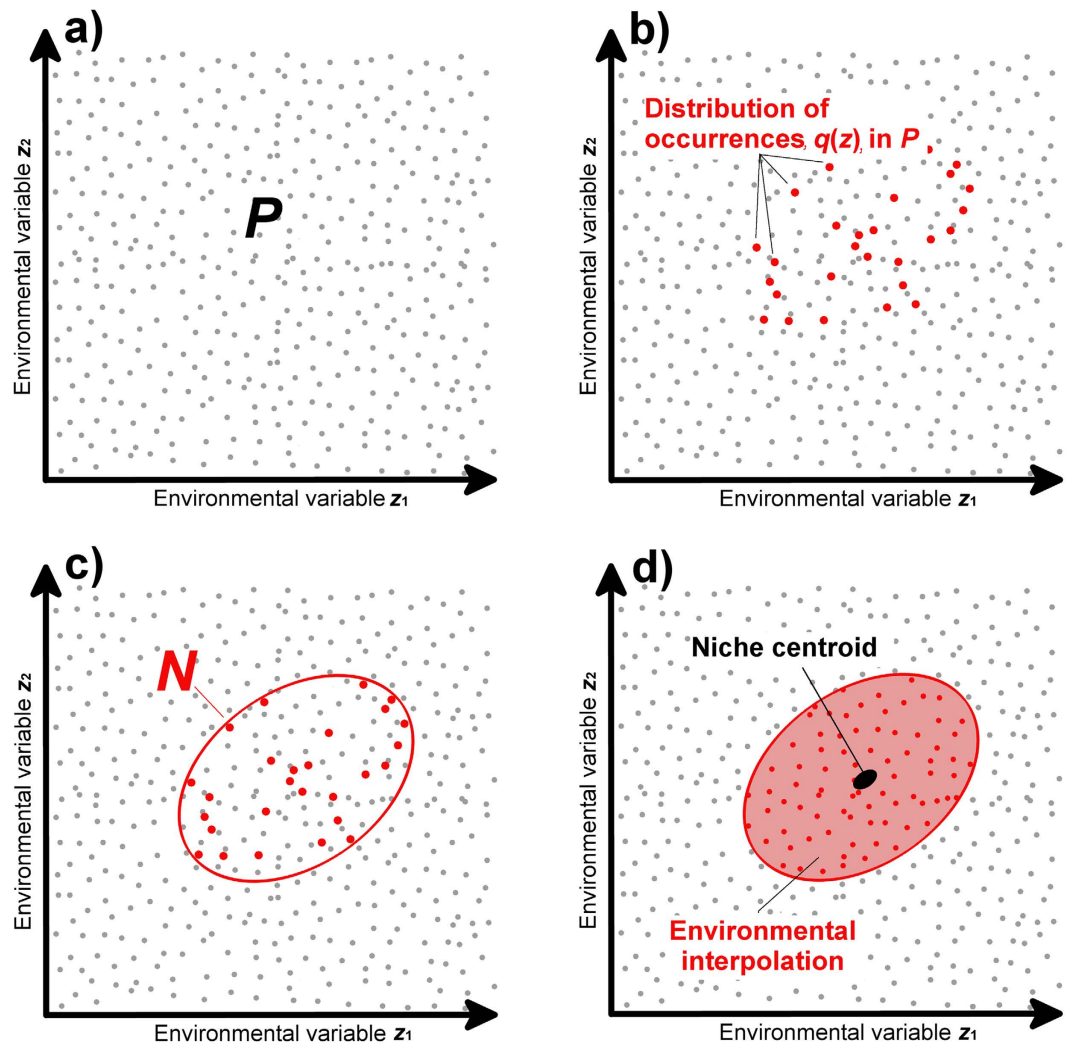 a)
Environmental variable z2
P
Environmental variable z1
b)
Environmental variable z2
Distribution of
occurrences, q(z), in P
Environmental variable z1
c)
Environmental variable z2
N
Environmental variable z1
d)
Environmental variable z2
Niche centroid
Environmental
interpolation
Environmental variable z1